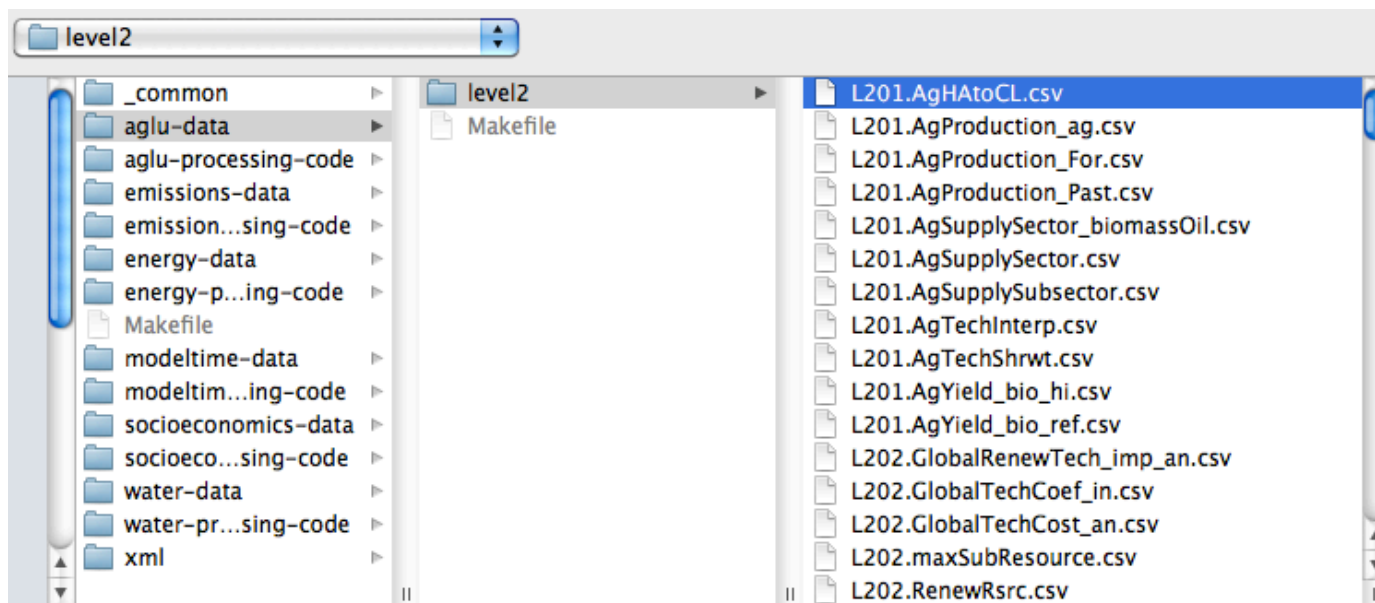 level2
_common
aglu-data
aglu-processing-code
emissions-data
emission...sing-code
energy-data
energy-p...ing-code
Makefile
modeltime-data
modeltim...ing-code
socioeconomics-data
socioeco...sing-code
water-data
water-pr...sing-code
xml
level2
Makefile
L201.AgHAtoCL.csv
L201.AgProduction_ag.csv
L201.AgProduction_For.csv
L201.AgProduction_Past.csv
L201.AgSupplySector_biomassOil.csv
L201.AgSupplySector.csv
L201.AgSupplySubsector.csv
L201.AgTechInterp.csv
L201.AgTechShrwt.csv
L201.AgYield_bio_hi.csv
L201.AgYield_bio_ref.csv
L202.GlobalRenewTech_imp_an.csv
L202.GlobalTechCoef_in.csv
L202.GlobalTechCost_an.csv
L202.maxSubResource.csv
L202.RenewRsrc.csv